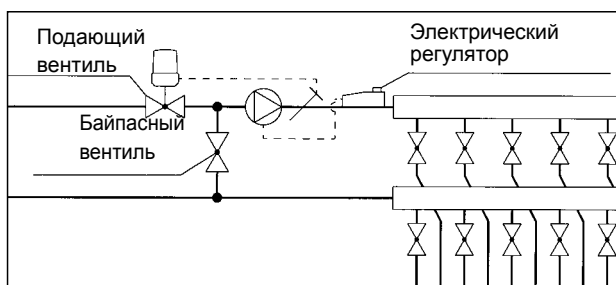 Подающий
вентиль
Электрический
регулятор
Байпасный
вентиль